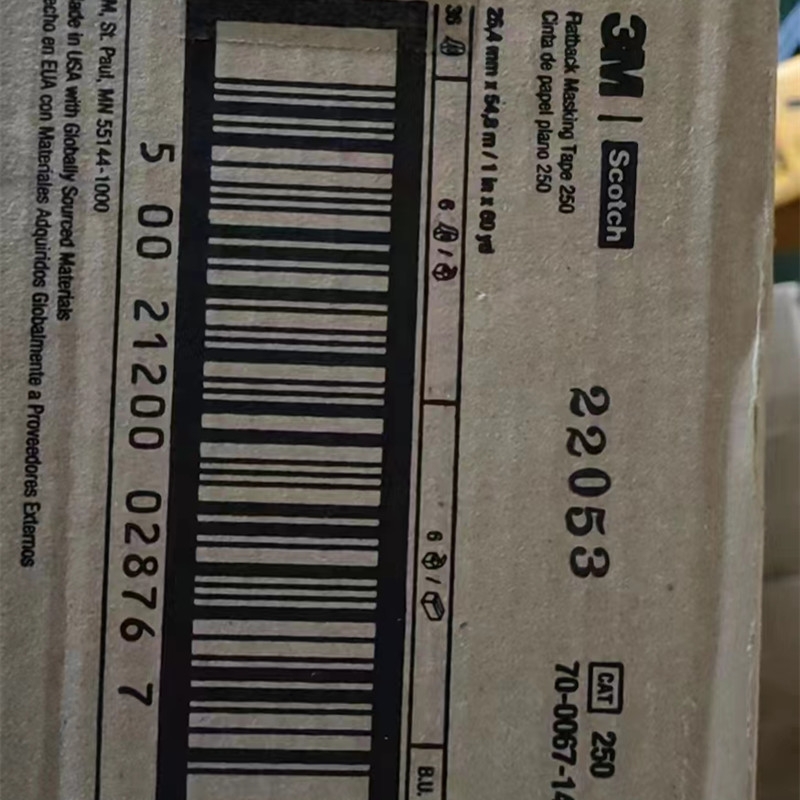 3M | Scotch
Flatback Masking Tape 250
Cinta de papel plano 250
22053
CAT 250
70-0067-14
25,4 mm x 54,8 m / 1 in x 60 yd
36
6 /
6 /
B.U.
5 00 21200 02876 7
M, St. Paul, MN 55144-1000
ade in USA with Globally Sourced Materials
echo en EUA con Materiales Adquiridos Globalmente a Proveedores Externos